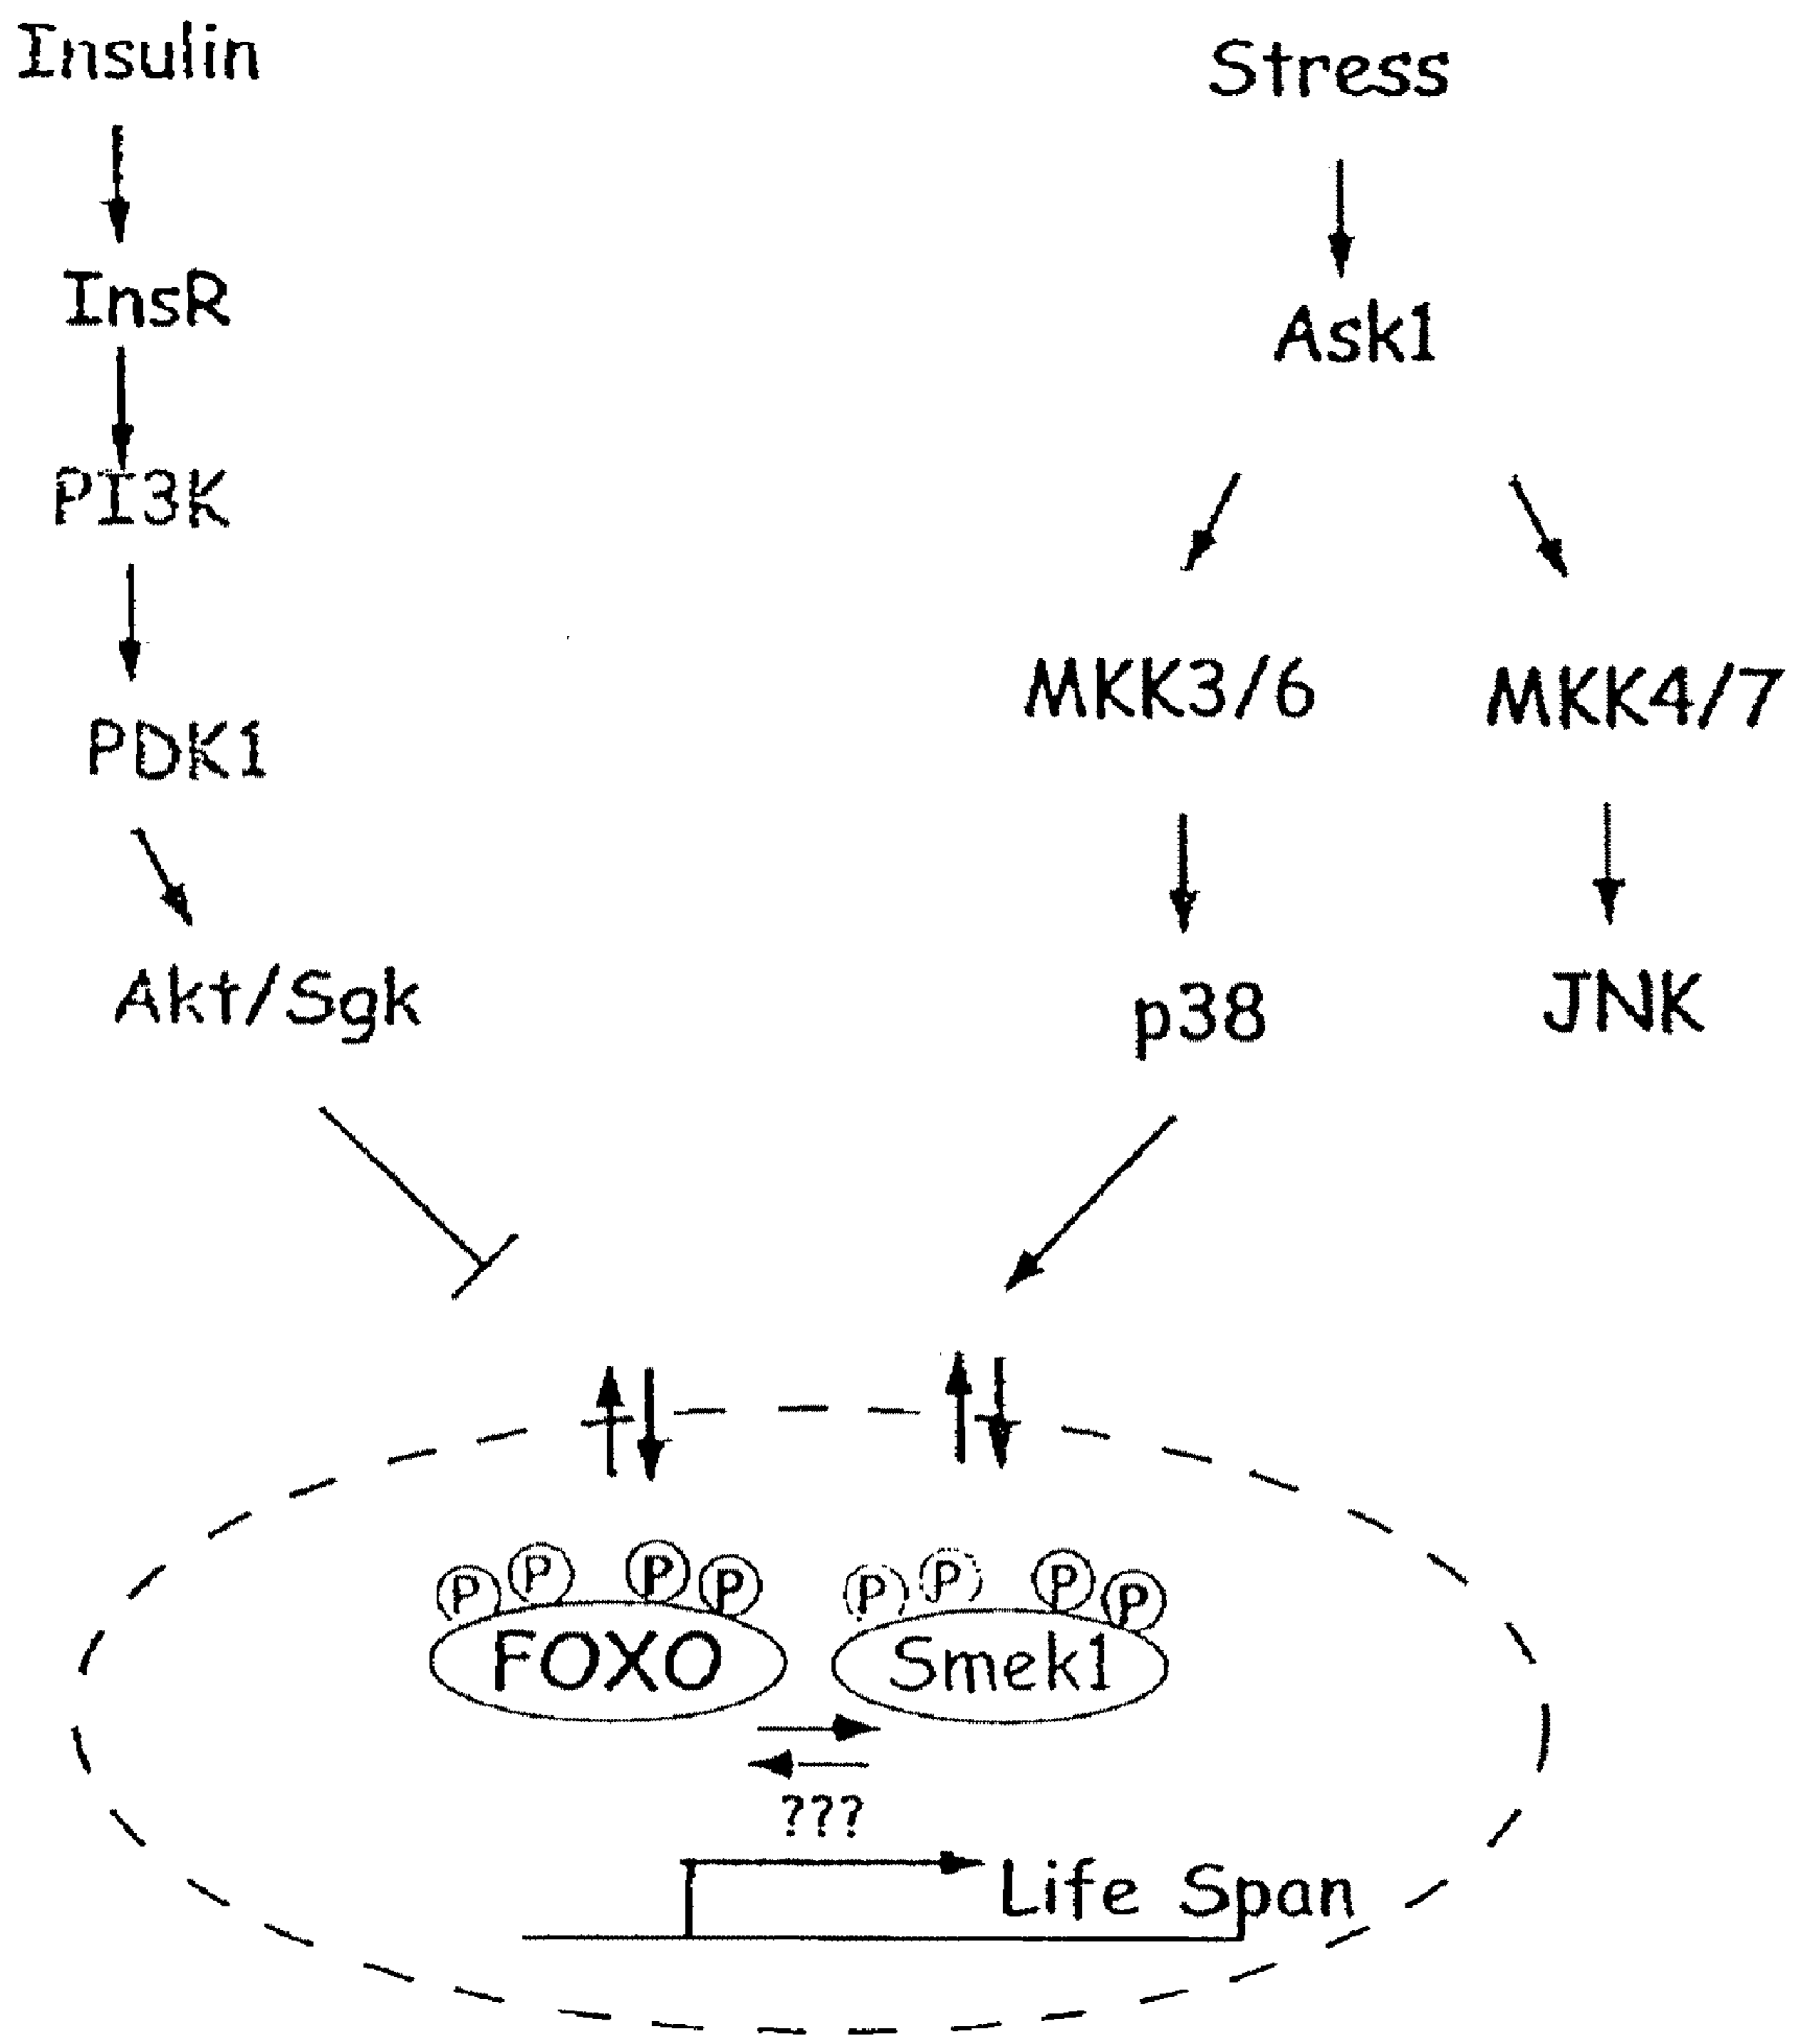 Insulin
Stress
InsR
Ask1
PI3K
PDK1
MKK3/6
MKK4/7
Akt/Sgk
p38
JNK
P P P P
P P P P
FOXO
Smek1
???
Life Span